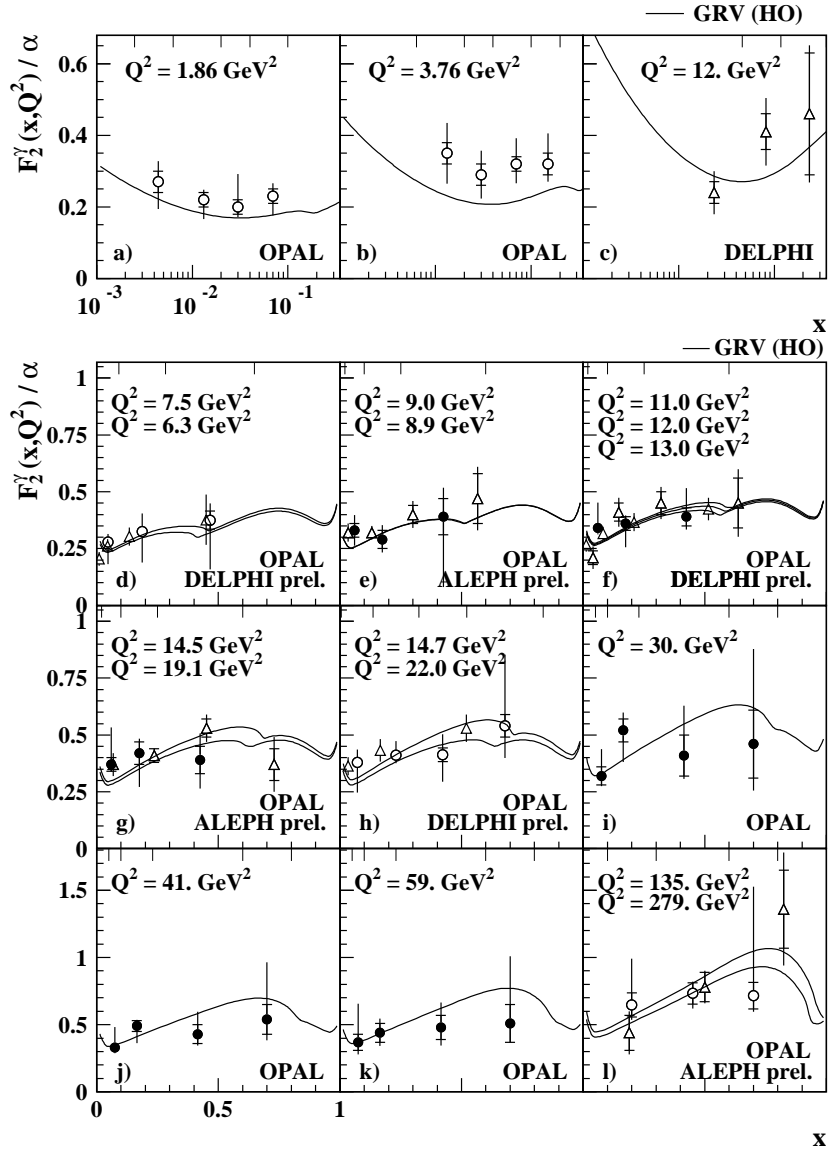 GRV (HO)
F₂^γ(x,Q²) / α
0.6
0.4
0.2
0
Q² = 1.86 GeV²
a)
OPAL
Q² = 3.76 GeV²
b)
OPAL
Q² = 12. GeV²
c)
DELPHI
10⁻³
10⁻²
10⁻¹
x
GRV (HO)
F₂^γ(x,Q²) / α
1
0.75
0.5
0.25
0
Q² = 7.5 GeV²
Q² = 6.3 GeV²
OPAL
d) DELPHI prel.
Q² = 9.0 GeV²
Q² = 8.9 GeV²
OPAL
e) ALEPH prel.
Q² = 11.0 GeV²
Q² = 12.0 GeV²
Q² = 13.0 GeV²
OPAL
f) DELPHI prel.
1
0.75
0.5
0.25
0
Q² = 14.5 GeV²
Q² = 19.1 GeV²
OPAL
g) ALEPH prel.
Q² = 14.7 GeV²
Q² = 22.0 GeV²
OPAL
h) DELPHI prel.
Q² = 30. GeV²
i) OPAL
1.5
1
0.5
0
Q² = 41. GeV²
j) OPAL
Q² = 59. GeV²
k) OPAL
Q² = 135. GeV²
Q² = 279. GeV²
OPAL
l) ALEPH prel.
0
0.5
1
x